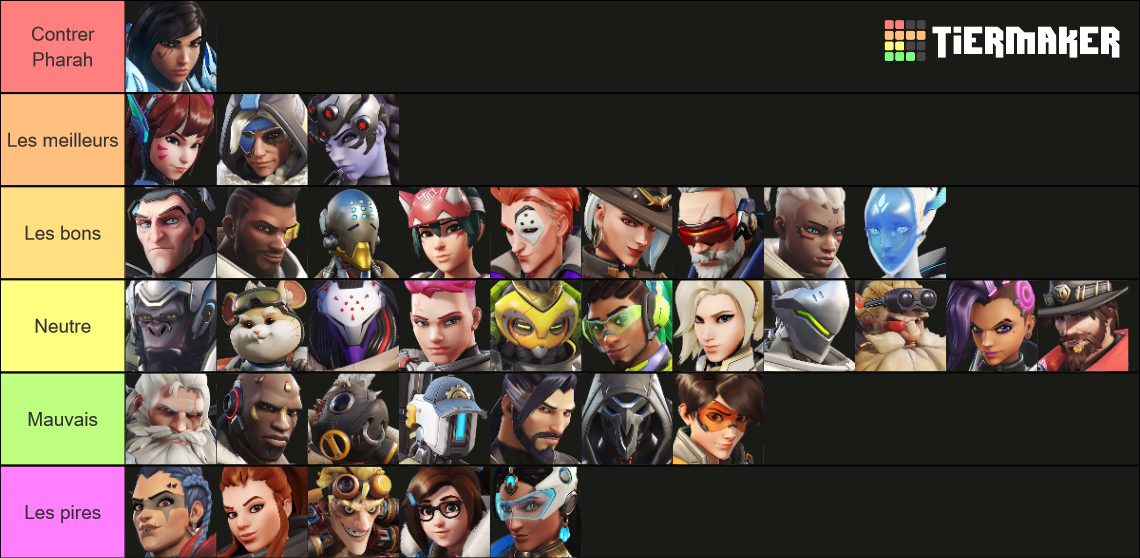 Contrer
Pharah
TiERMAKER
Les meilleurs
Les bons
Neutre
Mauvais
Les pires